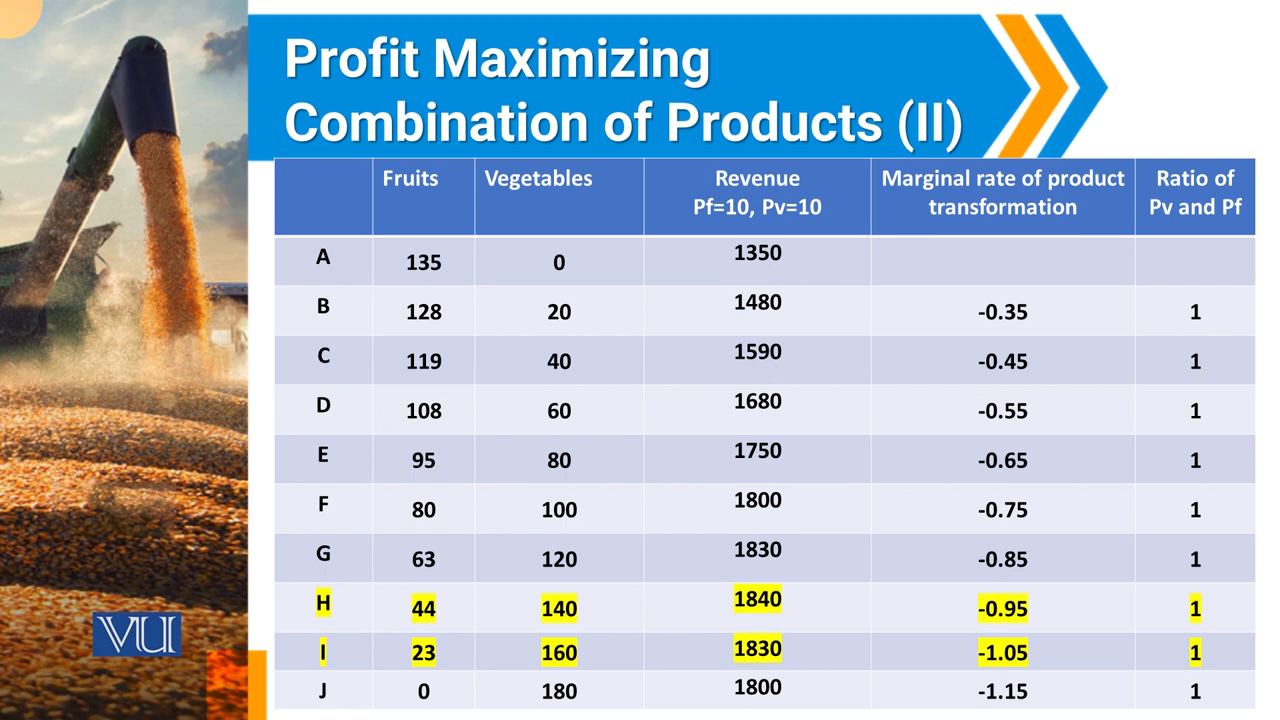 Profit Maximizing
Combination of Products (II)
Fruits Vegetables Revenue Marginal rate of product Ratio of
Pf=10, Pv=10 transformation Pv and Pf
A 135 0 1350
B 128 20 1480 -0.35 1
C 119 40 1590 -0.45 1
D 108 60 1680 -0.55 1
E 95 80 1750 -0.65 1
F 80 100 1800 -0.75 1
G 63 120 1830 -0.85 1
H 44 140 1840 -0.95 1
I 23 160 1830 -1.05 1
J 0 180 1800 -1.15 1
VU